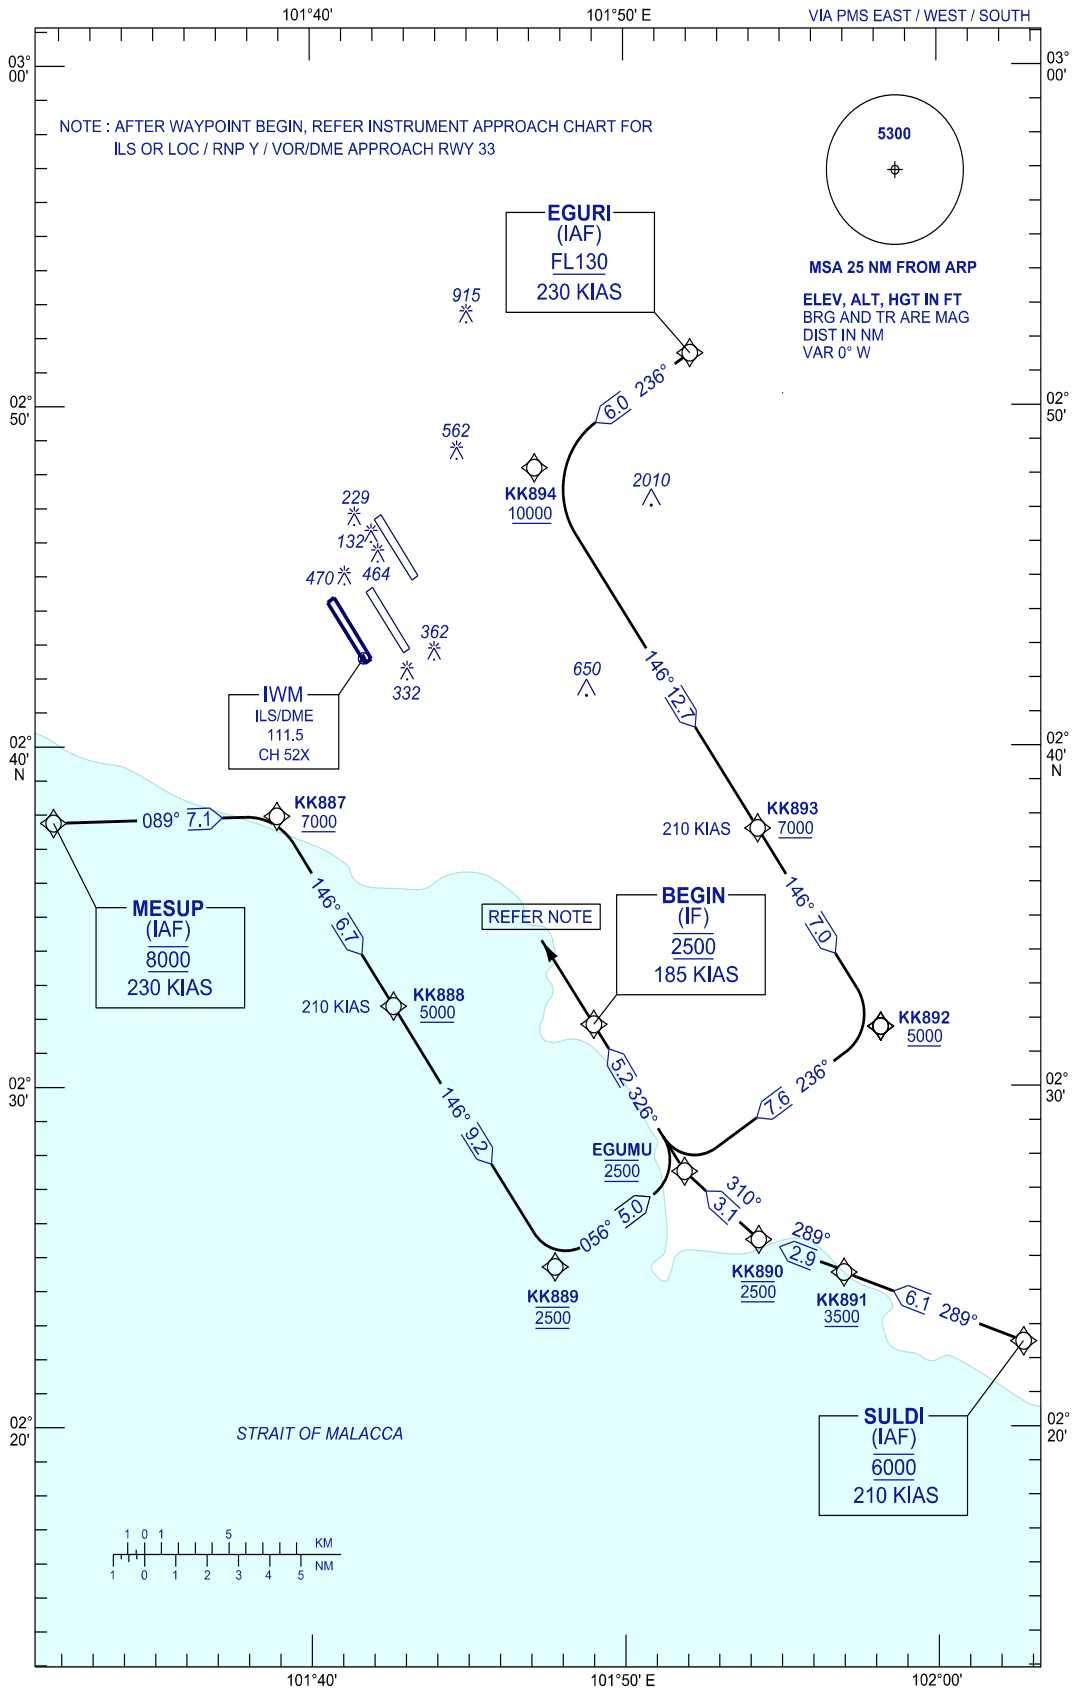 101°40'
101°50' E
VIA PMS EAST / WEST / SOUTH
03°
00'
03°
00'
NOTE : AFTER WAYPOINT BEGIN, REFER INSTRUMENT APPROACH CHART FOR
ILS OR LOC / RNP Y / VOR/DME APPROACH RWY 33
5300
MSA 25 NM FROM ARP
ELEV, ALT, HGT IN FT
BRG AND TR ARE MAG
DIST IN NM
VAR 0° W
EGURI
(IAF)
FL130
230 KIAS
915
236°
6.0
02°
50'
02°
50'
562
KK894
10000
2010
229
132
464
470
362
332
650
IWM
ILS/DME
111.5
CH 52X
146° 12.7
02°
40'
N
02°
40'
N
KK887
7000
089° 7.1
KK893
7000
210 KIAS
146° 6.7
146° 7.0
MESUP
(IAF)
8000
230 KIAS
REFER NOTE
BEGIN
(IF)
2500
185 KIAS
KK888
5000
210 KIAS
KK892
5000
5.2 326°
7.6 236°
02°
30'
02°
30'
146° 9.2
EGUMU
2500
310°
3.1
056° 5.0
289°
2.9
KK889
2500
KK890
2500
KK891
3500
6.1 289°
SULDI
(IAF)
6000
210 KIAS
02°
20'
02°
20'
STRAIT OF MALACCA
1 0 1 5 KM
1 0 1 2 3 4 5 NM
101°40'
101°50' E
102°00'